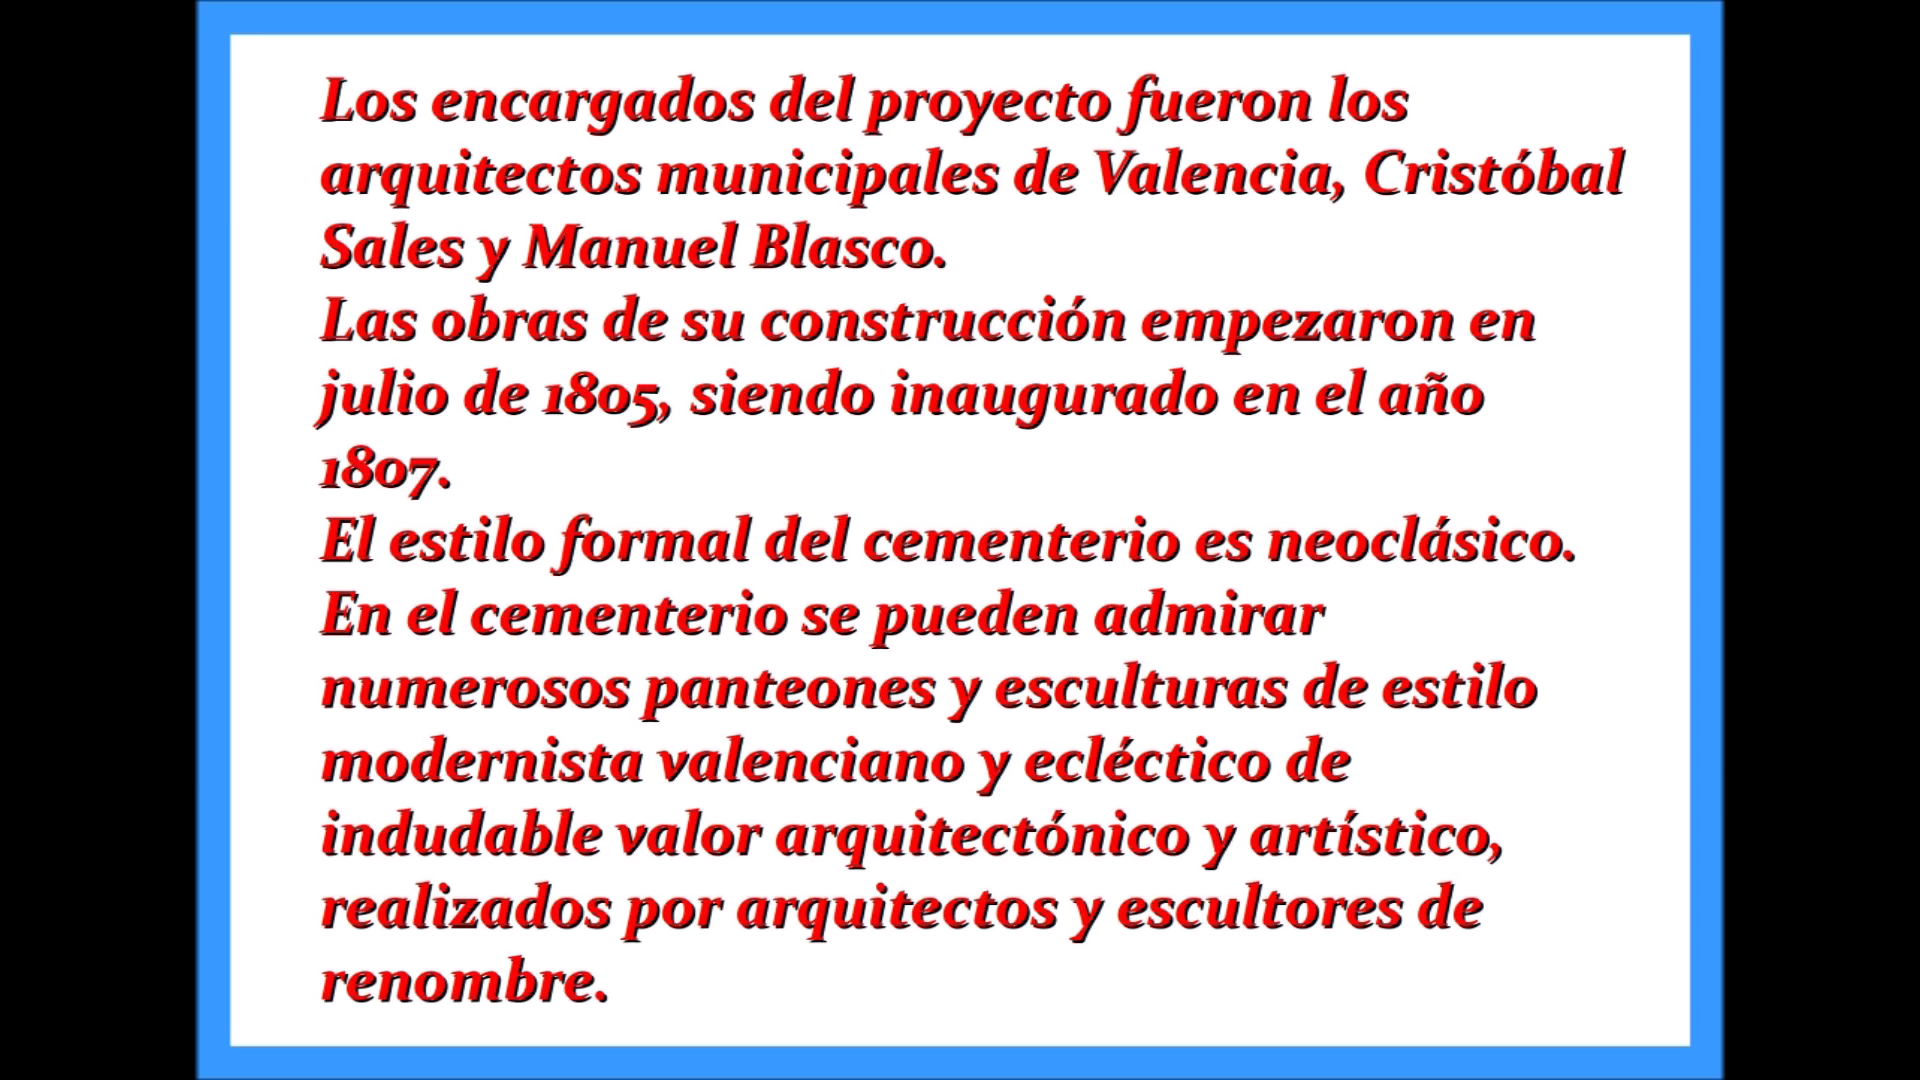 Los encargados del proyecto fueron los
arquitectos municipales de Valencia, Cristóbal
Sales y Manuel Blasco.
Las obras de su construcción empezaron en
julio de 1805, siendo inaugurado en el año
1807.
El estilo formal del cementerio es neoclásico.
En el cementerio se pueden admirar
numerosos panteones y esculturas de estilo
modernista valenciano y ecléctico de
indudable valor arquitectónico y artístico,
realizados por arquitectos y escultores de
renombre.